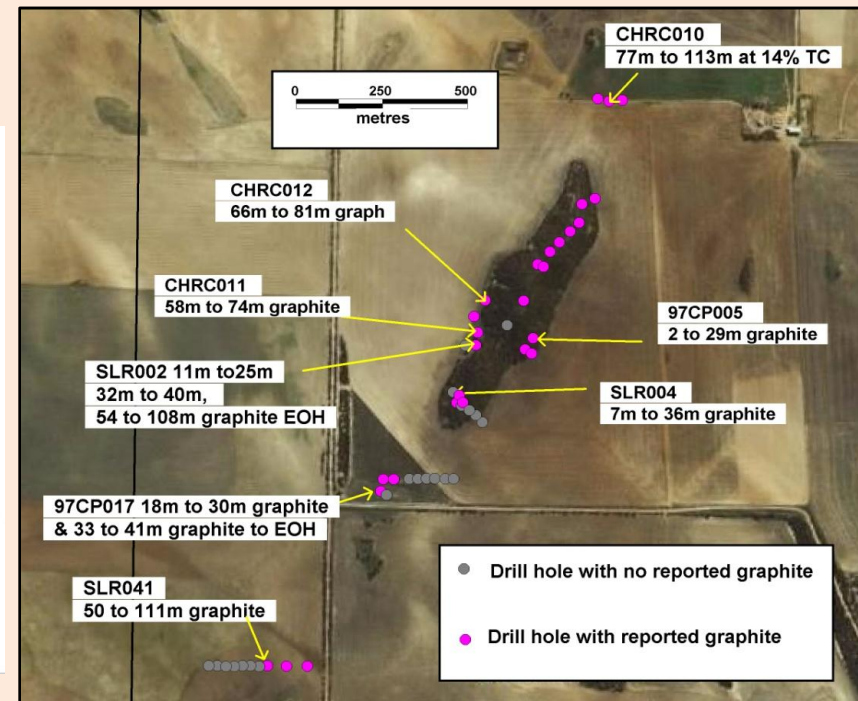 CHRC010
77m to 113m at 14% TC
0 250 500
metres
CHRC012
66m to 81m graph
CHRC011
58m to 74m graphite
97CP005
2 to 29m graphite
SLR002 11m to25m
32m to 40m,
54 to 108m graphite EOH
SLR004
7m to 36m graphite
97CP017 18m to 30m graphite
& 33 to 41m graphite to EOH
SLR041
50 to 111m graphite
Drill hole with no reported graphite
Drill hole with reported graphite